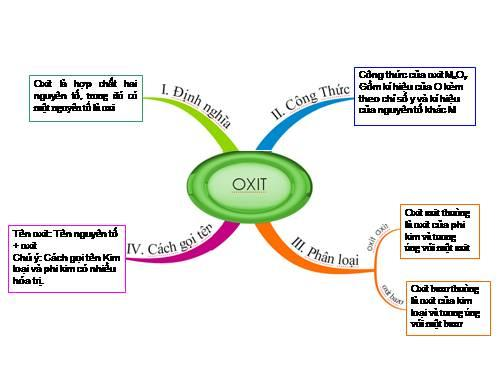 OXIT
I. Định nghĩa
Oxit là hợp chất hai
nguyên tố, trong đó có
một nguyên tố là oxi
II. Công Thức
Công thức của oxit MxOy
Gồm kí hiệu của O kèm
theo chỉ số y và kí hiệu
của nguyên tố khác M
III. Phân loại
oxit axit
Oxit axit thường
là oxit của phi
kim và tương
ứng với một axit
oxit bazơ
Oxit bazơ thường
là oxit của kim
loại và tương ứng
với một bazơ
IV. Cách gọi tên
Tên oxit: Tên nguyên tố
+ oxit
Chú ý: Cách gọi tên Kim
loại và phi kim có nhiều
hóa trị.